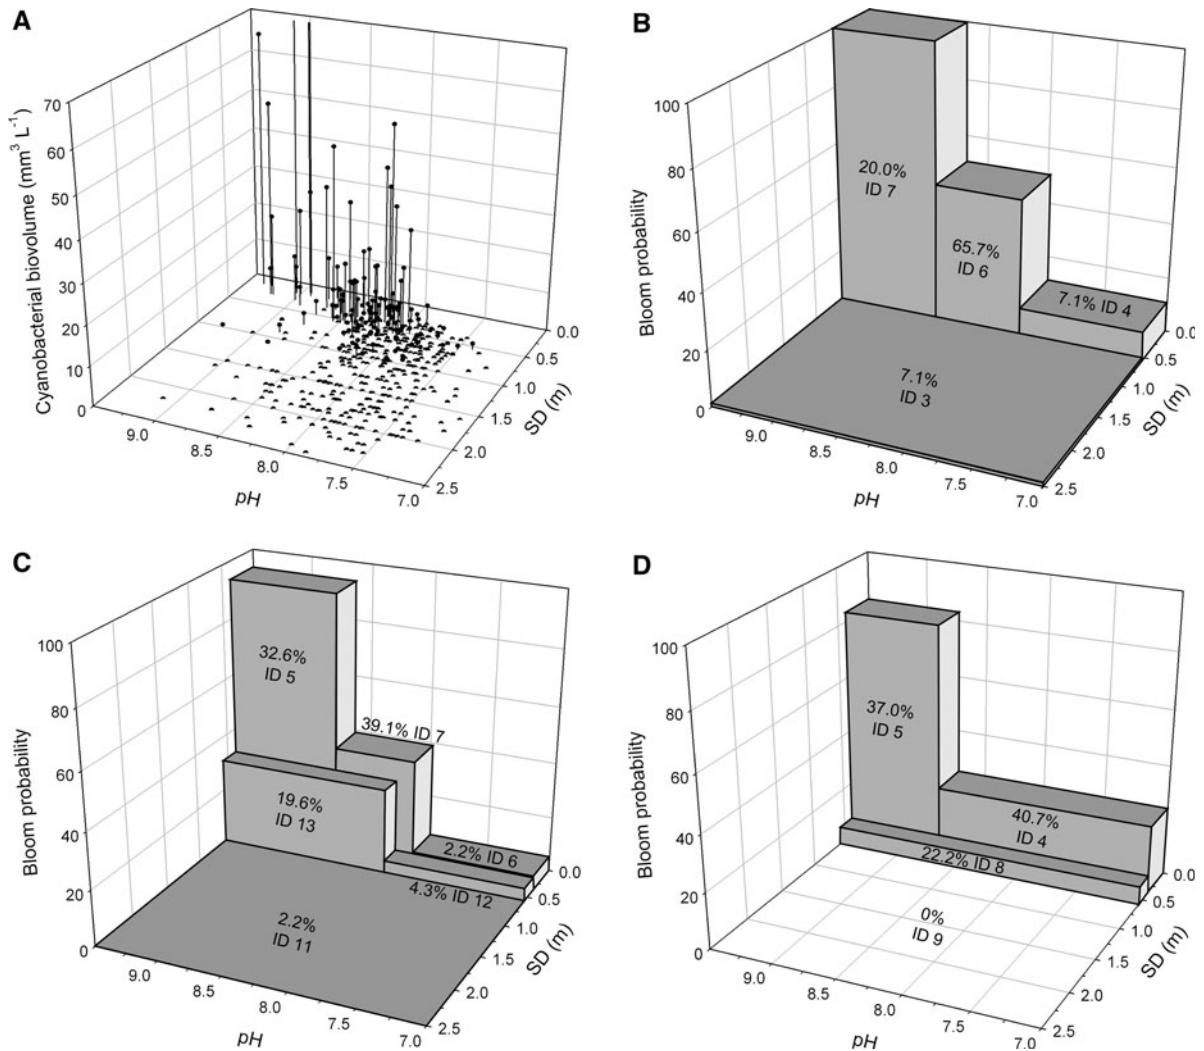 A
Cyanobacterial biovolume (mm³ L⁻¹)
70
60
50
40
30
20
10
0
9.0
8.5
8.0
7.5
7.0
pH
0.0
0.5
1.0
1.5
2.0
2.5
SD (m)
B
Bloom probability
100
80
60
40
20
0
20.0%
ID 7
65.7%
ID 6
7.1% ID 4
7.1%
ID 3
9.0
8.5
8.0
7.5
7.0
pH
0.0
0.5
1.0
1.5
2.0
2.5
SD (m)
C
Bloom probability
100
80
60
40
20
0
32.6%
ID 5
39.1% ID 7
19.6%
ID 13
2.2% ID 6
4.3% ID 12
2.2%
ID 11
9.0
8.5
8.0
7.5
7.0
pH
0.0
0.5
1.0
1.5
2.0
2.5
SD (m)
D
Bloom probability
100
80
60
40
20
0
37.0%
ID 5
40.7%
ID 4
22.2% ID 8
0%
ID 9
9.0
8.5
8.0
7.5
7.0
pH
0.0
0.5
1.0
1.5
2.0
2.5
SD (m)